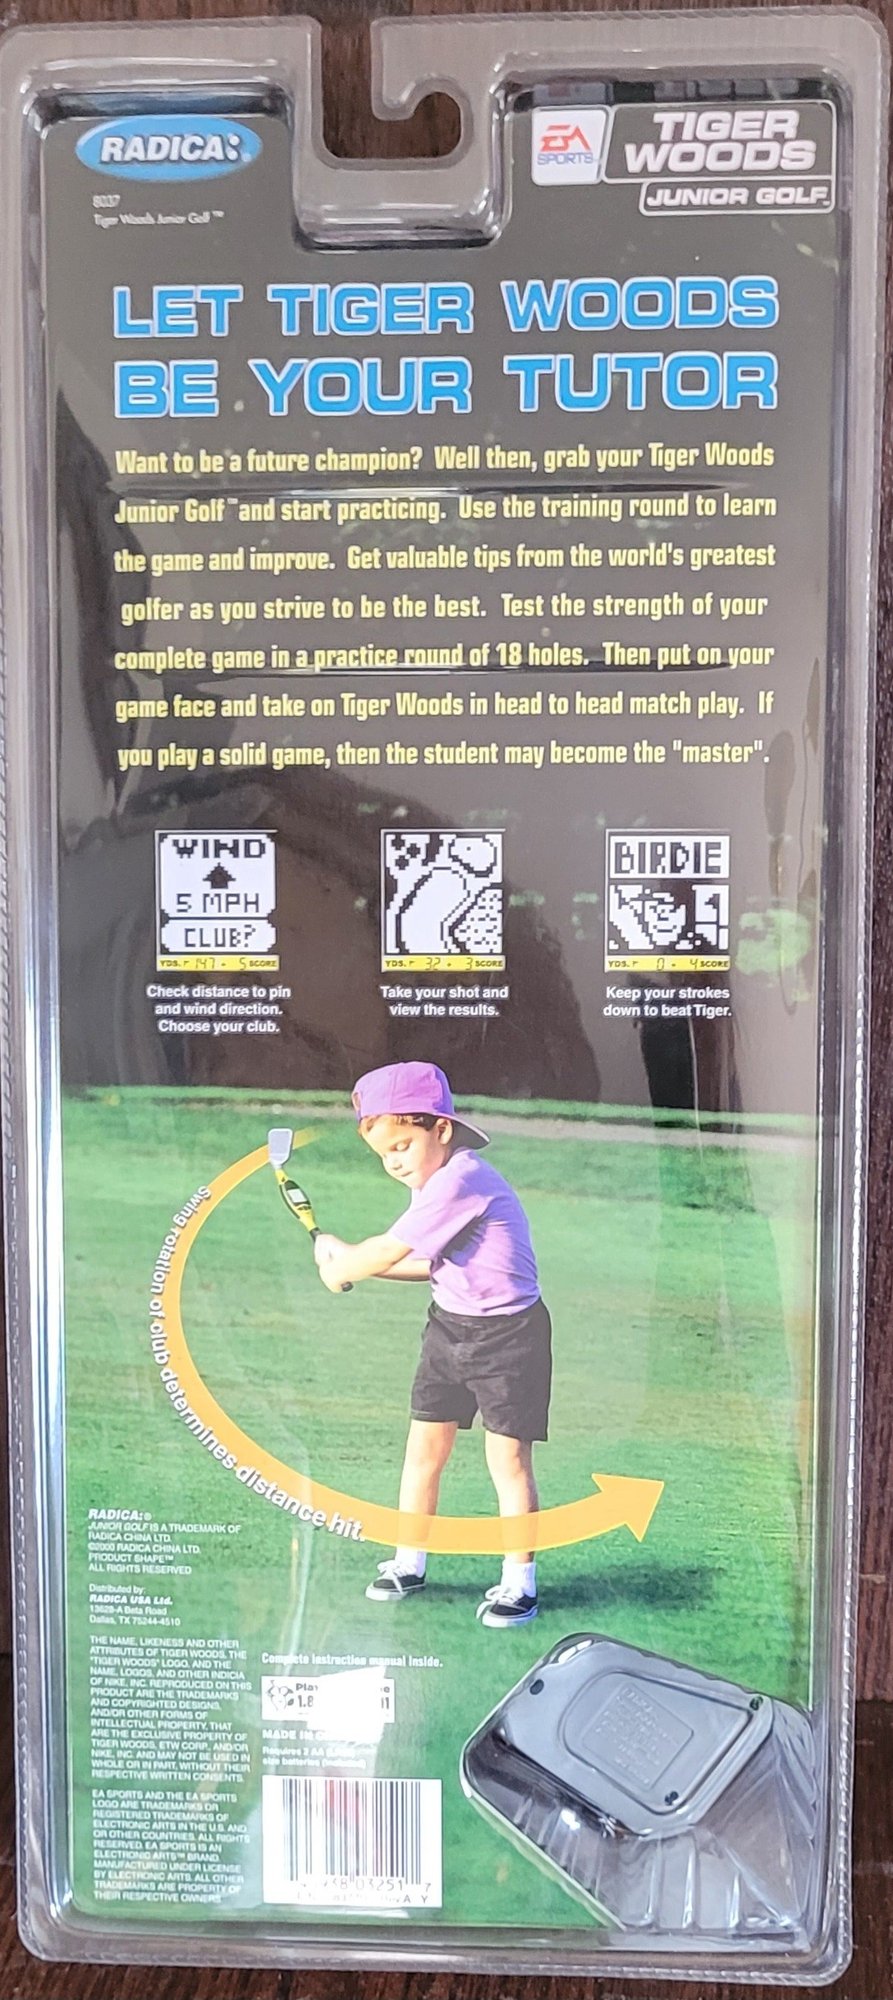 RADICA:®
8037
Tiger Woods Junior Golf™
EA
SPORTS
TIGER
WOODS
JUNIOR GOLF
LET TIGER WOODS
BE YOUR TUTOR
Want to be a future champion? Well then, grab your Tiger Woods
Junior Golf™ and start practicing. Use the training round to learn
the game and improve. Get valuable tips from the world's greatest
golfer as you strive to be the best. Test the strength of your
complete game in a practice round of 18 holes. Then put on your
game face and take on Tiger Woods in head to head match play. If
you play a solid game, then the student may become the "master".
WIND
5 MPH
CLUB?
YDS. 147 5 SCORE
Check distance to pin
and wind direction.
Choose your club.
YDS. 32 3 SCORE
Take your shot and
view the results.
BIRDIE
YDS. 0 4 SCORE
Keep your strokes
down to beat Tiger.
Swing rotation of club determines distance hit.
RADICA:®
JUNIOR GOLF IS A TRADEMARK OF
RADICA CHINA LTD.
©2000 RADICA CHINA LTD.
PRODUCT SHAPE™
ALL RIGHTS RESERVED
Distributed by:
RADICA USA Ltd.
13628-A Beta Road
Dallas, TX 75244-4510
THE NAME, LIKENESS AND OTHER
ATTRIBUTES OF TIGER WOODS, THE
"TIGER WOODS" LOGO, AND THE
NAME, LOGOS, AND OTHER INDICIA
OF NIKE, INC. REPRODUCED ON THIS
PRODUCT ARE THE TRADEMARKS
AND COPYRIGHTED DESIGNS,
AND/OR OTHER FORMS OF
INTELLECTUAL PROPERTY, THAT
ARE THE EXCLUSIVE PROPERTY OF
TIGER WOODS, ETW CORP., AND/OR
NIKE, INC. AND MAY NOT BE USED IN
WHOLE OR IN PART, WITHOUT THEIR
RESPECTIVE WRITTEN CONSENTS.
EA SPORTS AND THE EA SPORTS
LOGO ARE TRADEMARKS OR
REGISTERED TRADEMARKS OF
ELECTRONIC ARTS IN THE U.S. AND
OR OTHER COUNTRIES. ALL RIGHTS
RESERVED. EA SPORTS IS AN
ELECTRONIC ARTS™ BRAND.
MANUFACTURED UNDER LICENSE
BY ELECTRONIC ARTS. ALL OTHER
TRADEMARKS ARE PROPERTY OF
THEIR RESPECTIVE OWNERS.
Complete instruction manual inside.
1.8
MADE IN
Requires 2 AA
size batteries
03251 7